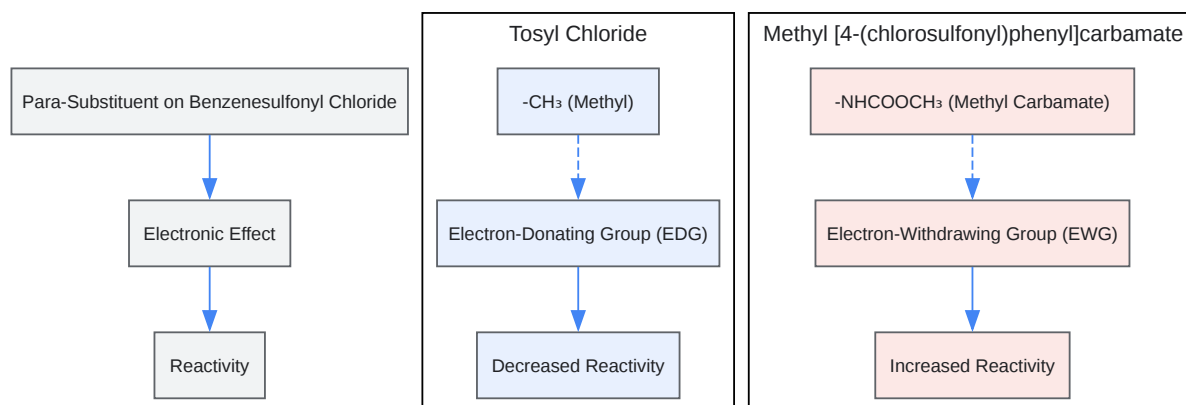 Tosyl Chloride
Methyl [4-(chlorosulfonyl)phenyl]carbamate
Para-Substituent on Benzenesulfonyl Chloride
-CH₃ (Methyl)
-NHCOOCH₃ (Methyl Carbamate)
Electronic Effect
Electron-Donating Group (EDG)
Electron-Withdrawing Group (EWG)
Reactivity
Decreased Reactivity
Increased Reactivity